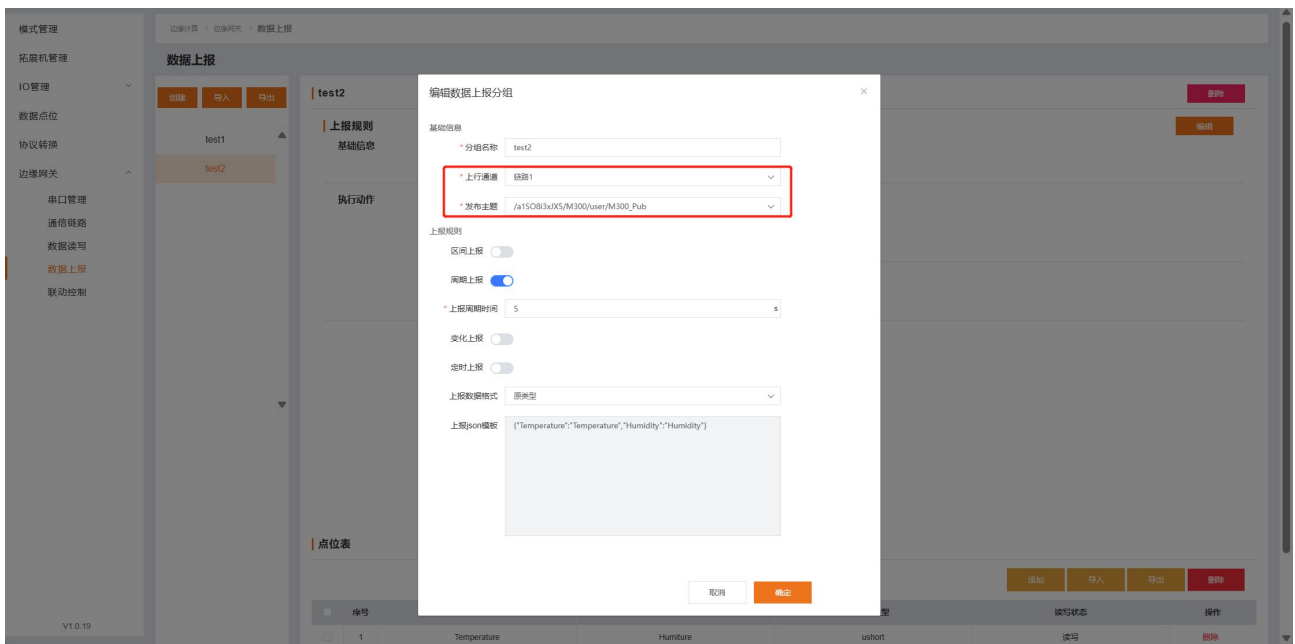 模式管理
边缘计算 / 边缘网关 / 数据上报
拓展机管理
数据上报
IO管理
数据点位
协议转换
边缘网关
串口管理
通信链路
数据读写
数据上报
联动控制
V1.0.19
创建 导入 导出
test1
test2
test2
删除
上报规则
编辑
基础信息
执行动作
编辑数据上报分组
基础信息
* 分组名称 test2
* 上行通道 链路1
* 发布主题 /a1SO8i3xJX5/M300/user/M300_Pub
上报规则
区间上报
周期上报
* 上报周期时间 5 s
变化上报
定时上报
上报数据格式 原类型
上报json模板 {"Temperature":"Temperature","Humidity":"Humidity"}
取消 确定
点位表
添加 导入 导出 删除
序号 型 读写状态 操作
1 Temperature Humiture ushort 读写 删除